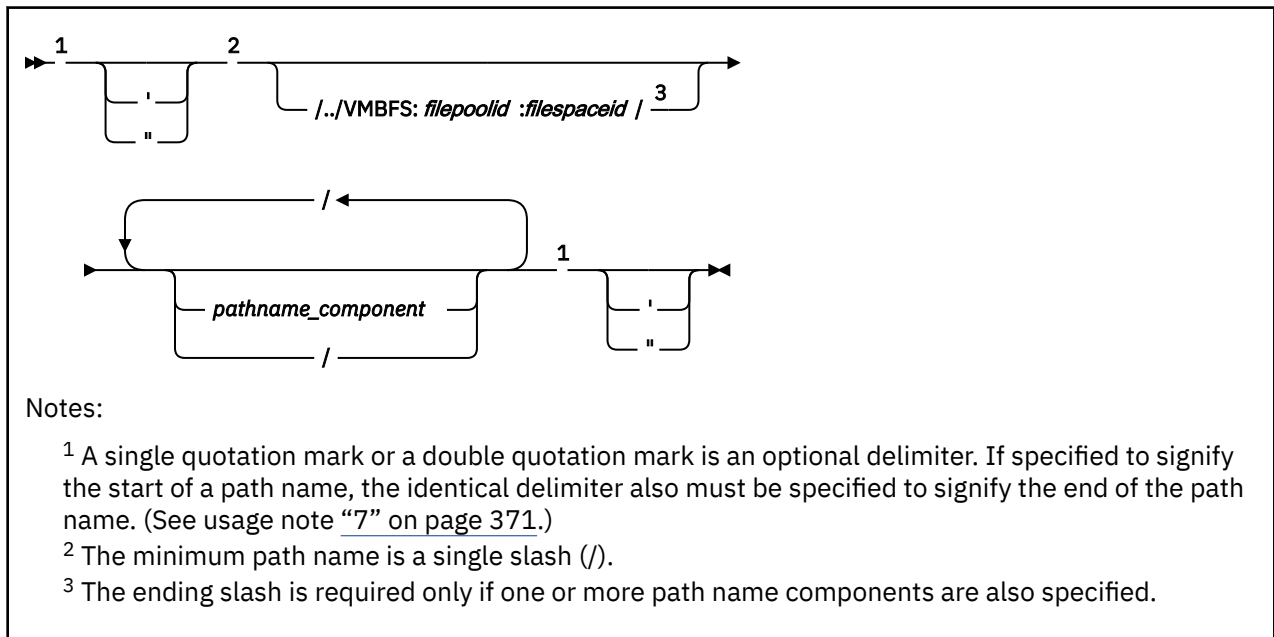 1 2
'
/../VMBFS: filepoolid :filespaceid / 3
"
/
1
pathname_component '
/ "
Notes:
1 A single quotation mark or a double quotation mark is an optional delimiter. If specified to signify
the start of a path name, the identical delimiter also must be specified to signify the end of the path
name. (See usage note “7” on page 371.)
2 The minimum path name is a single slash (/).
3 The ending slash is required only if one or more path name components are also specified.